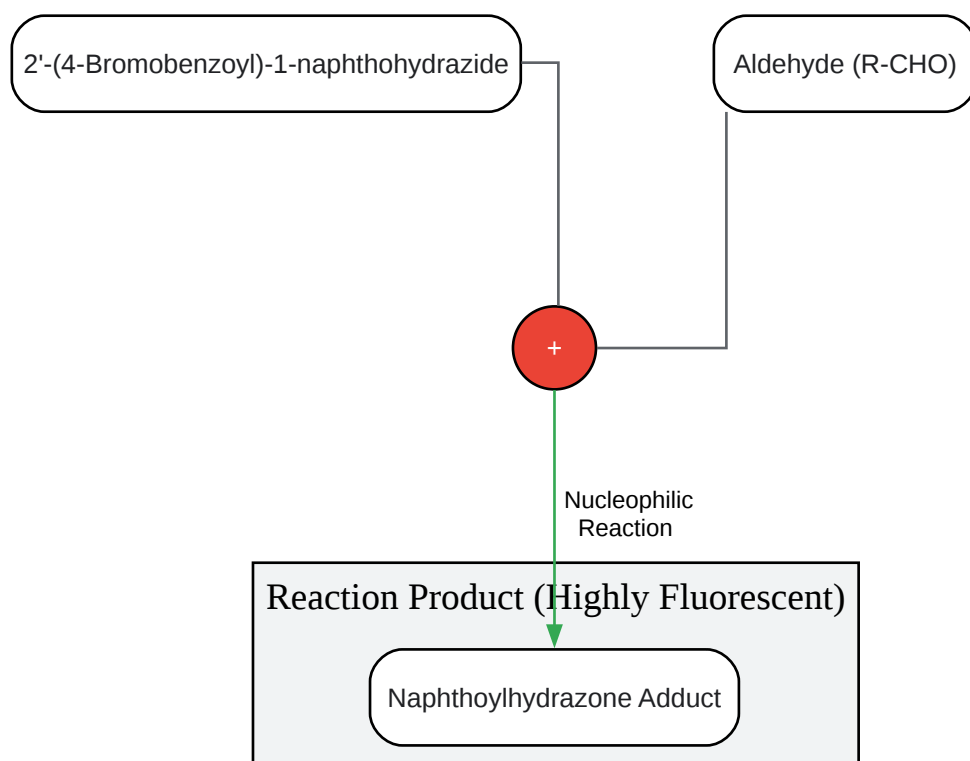 2'-(4-Bromobenzoyl)-1-naphthohydrazide
Aldehyde (R-CHO)
+
Nucleophilic
Reaction
Reaction Product (Highly Fluorescent)
Naphthoylhydrazone Adduct